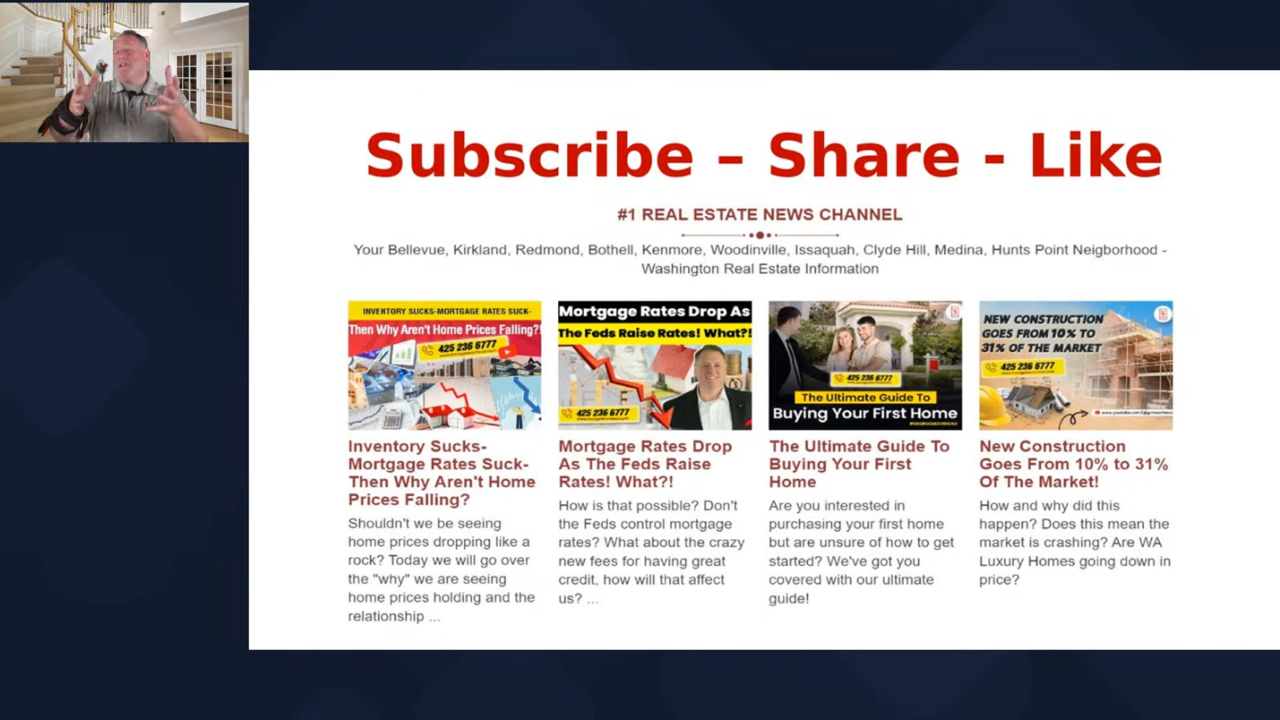 Subscribe – Share - Like
#1 REAL ESTATE NEWS CHANNEL
Your Bellevue, Kirkland, Redmond, Bothell, Kenmore, Woodinville, Issaquah, Clyde Hill, Medina, Hunts Point Neigborhood -
Washington Real Estate Information
INVENTORY SUCKS-MORTGAGE RATES SUCK-
Then Why Aren't Home Prices Falling?!
425 236 6777
Inventory Sucks-
Mortgage Rates Suck-
Then Why Aren't Home
Prices Falling?
Shouldn't we be seeing
home prices dropping like a
rock? Today we will go over
the "why" we are seeing
home prices holding and the
relationship ...
Mortgage Rates Drop As
The Feds Raise Rates! What?!
425 236 6777
Mortgage Rates Drop
As The Feds Raise
Rates! What?!
How is that possible? Don't
the Feds control mortgage
rates? What about the crazy
new fees for having great
credit, how will that affect
us? ...
425 236 6777
The Ultimate Guide To
Buying Your First Home
The Ultimate Guide To
Buying Your First
Home
Are you interested in
purchasing your first home
but are unsure of how to get
started? We've got you
covered with our ultimate
guide!
NEW CONSTRUCTION
GOES FROM 10% TO
31% OF THE MARKET
425 236 6777
New Construction
Goes From 10% to 31%
Of The Market!
How and why did this
happen? Does this mean the
market is crashing? Are WA
Luxury Homes going down in
price?